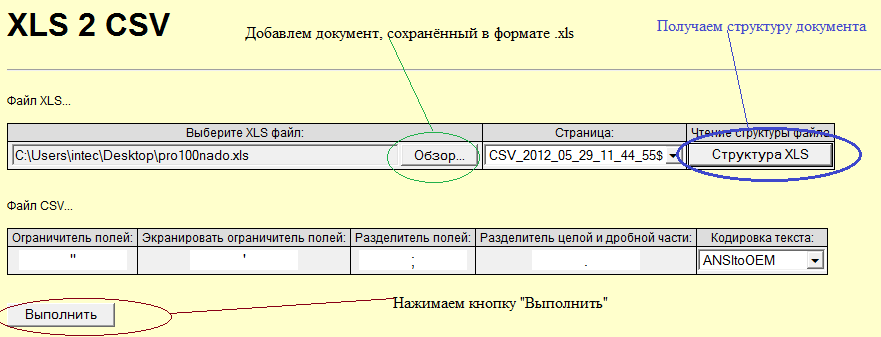 XLS 2 CSV
Добавлем документ, сохранённый в формате .xls
Получаем структуру документа
Файл XLS...
Выберите XLS файл: Страница: Чтение структуры файла
C:\Users\intec\Desktop\pro100nado.xls Обзор... CSV_2012_05_29_11_44_55$ Структура XLS
Файл CSV...
Ограничитель полей: Экранировать ограничитель полей: Разделитель полей: Разделитель целой и дробной части: Кодировка текста:
" ' ; . ANSItoOEM
Нажимаем кнопку "Выполнить"
Выполнить